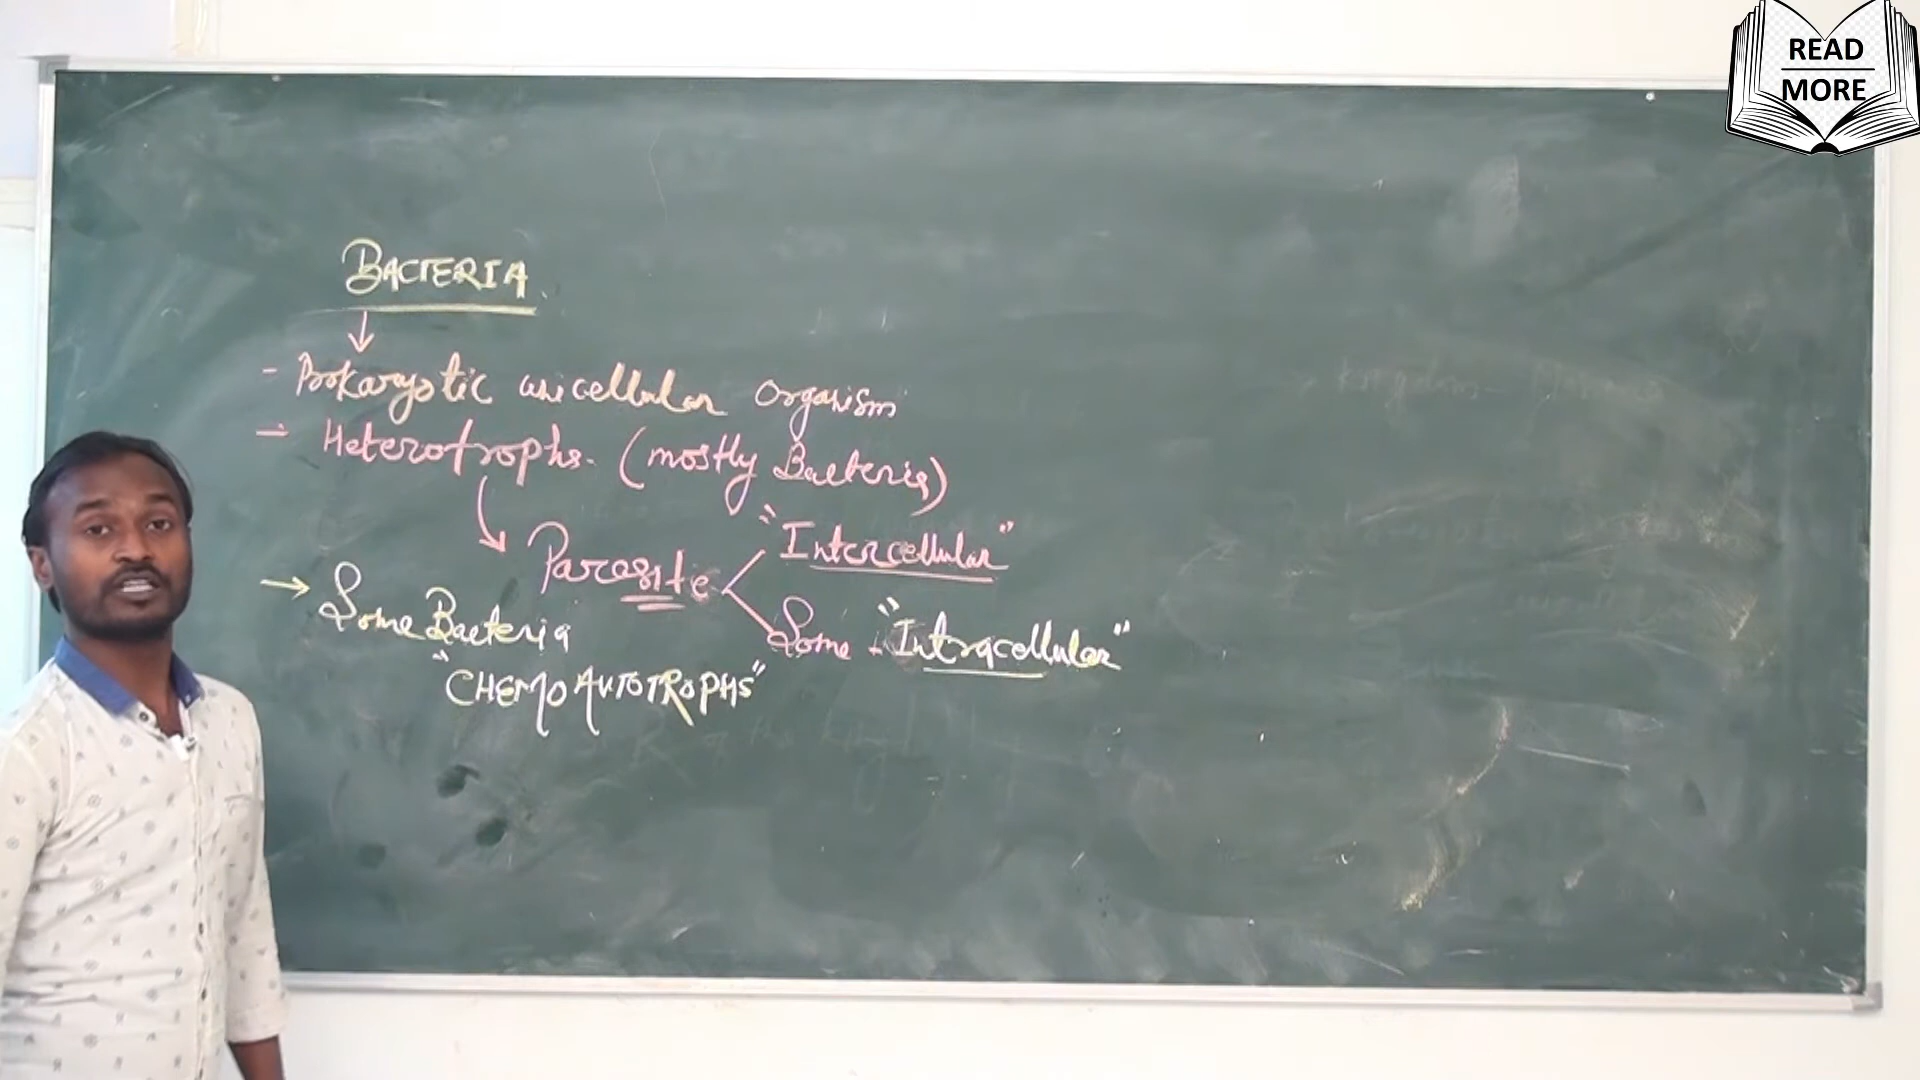 READ
MORE
BACTERIA
↓
- Prokaryotic unicellular organism
- Heterotrophs. (mostly Bacteria)
"Intercellular"
Parasite
→ Some Bacteria
Some - "Intracellular"
"CHEMOAUTOTROPHS"